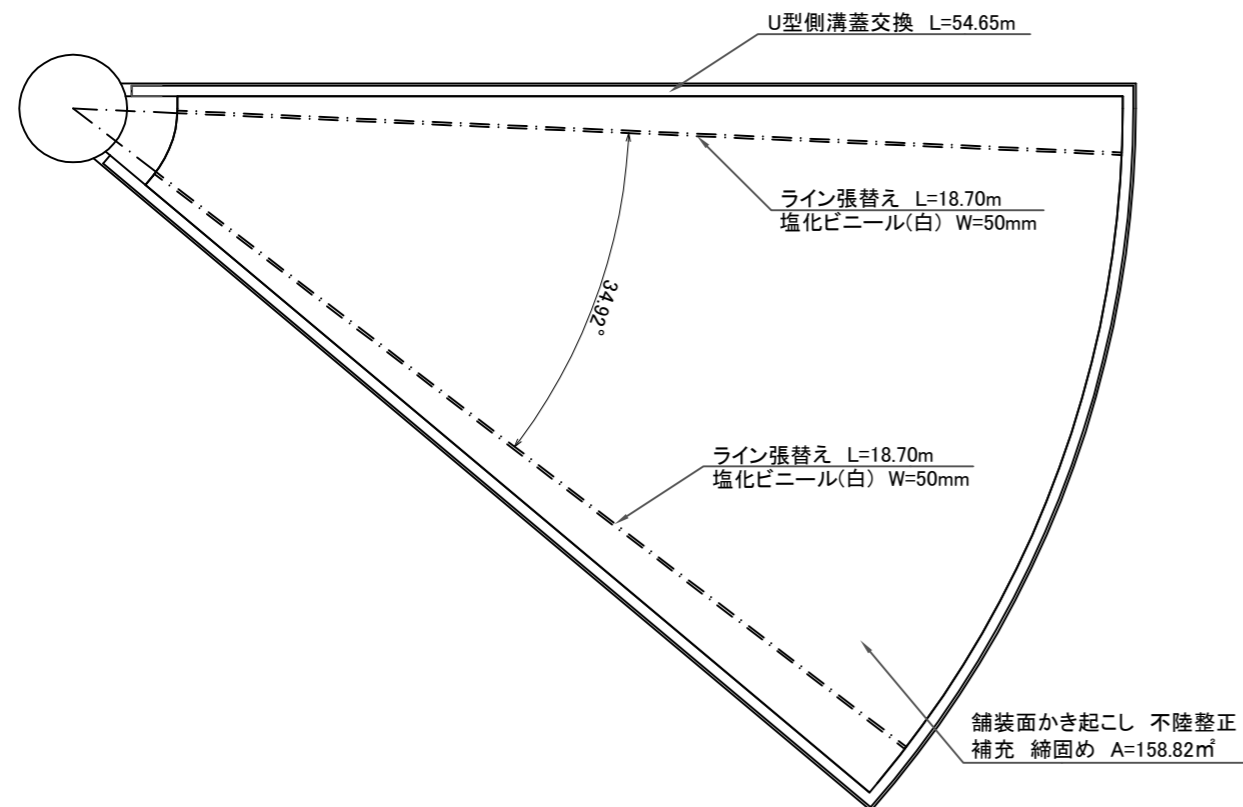 U型側溝蓋交換 L=54.65m
ライン張替え L=18.70m
塩化ビニール(白) W=50mm
34.92°
ライン張替え L=18.70m
塩化ビニール(白) W=50mm
舗装面かき起こし 不陸整正
補充 締固め A=158.82㎡